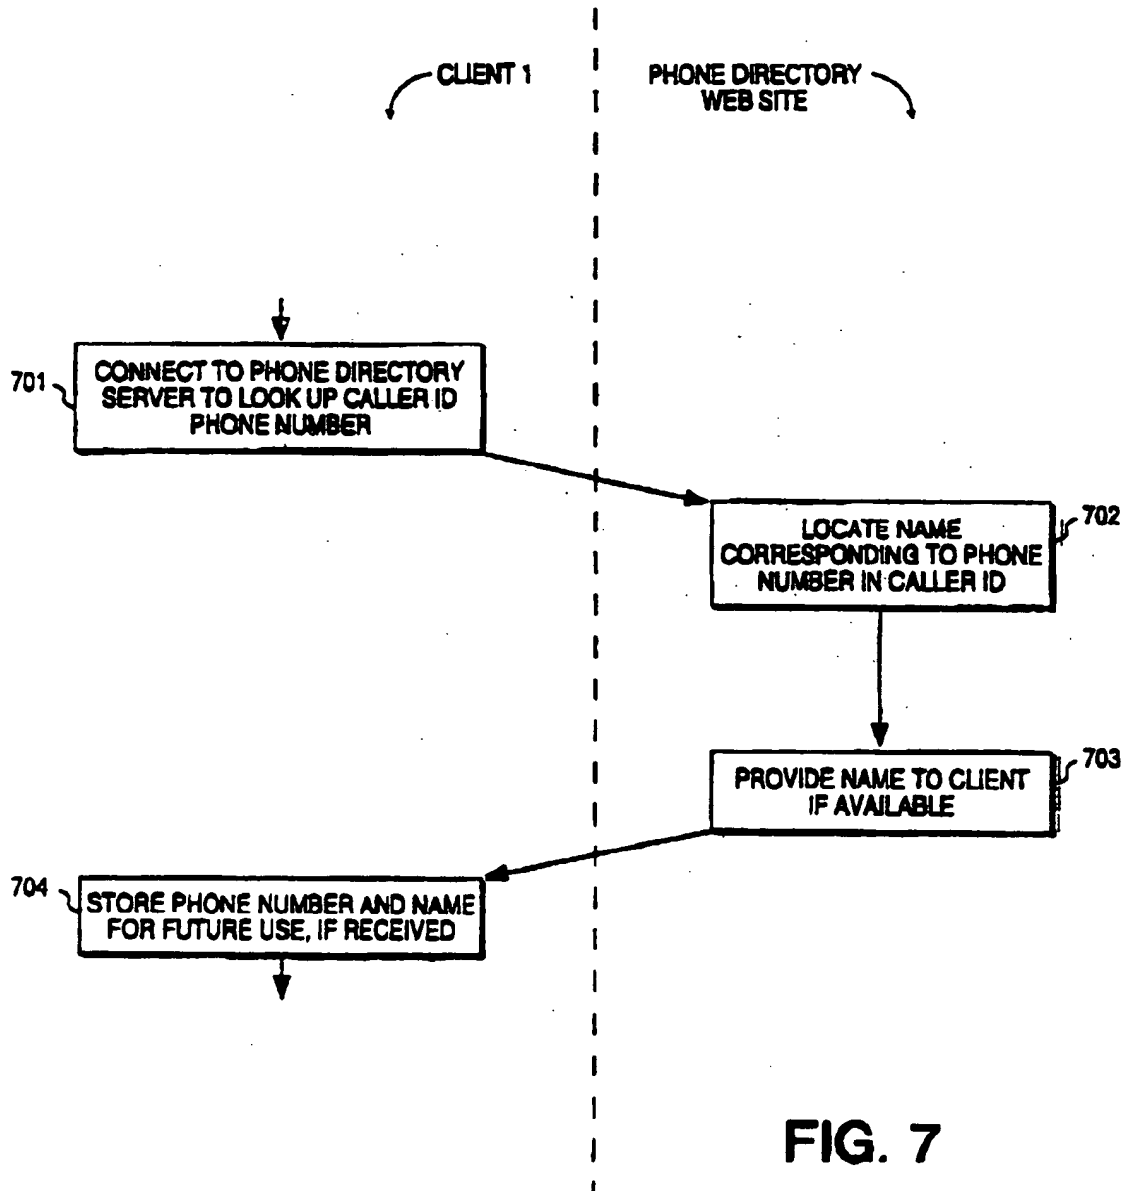 CLIENT 1
PHONE DIRECTORY
WEB SITE
701
CONNECT TO PHONE DIRECTORY
SERVER TO LOOK UP CALLER ID
PHONE NUMBER
702
LOCATE NAME
CORRESPONDING TO PHONE
NUMBER IN CALLER ID
703
PROVIDE NAME TO CLIENT
IF AVAILABLE
704
STORE PHONE NUMBER AND NAME
FOR FUTURE USE, IF RECEIVED
FIG. 7